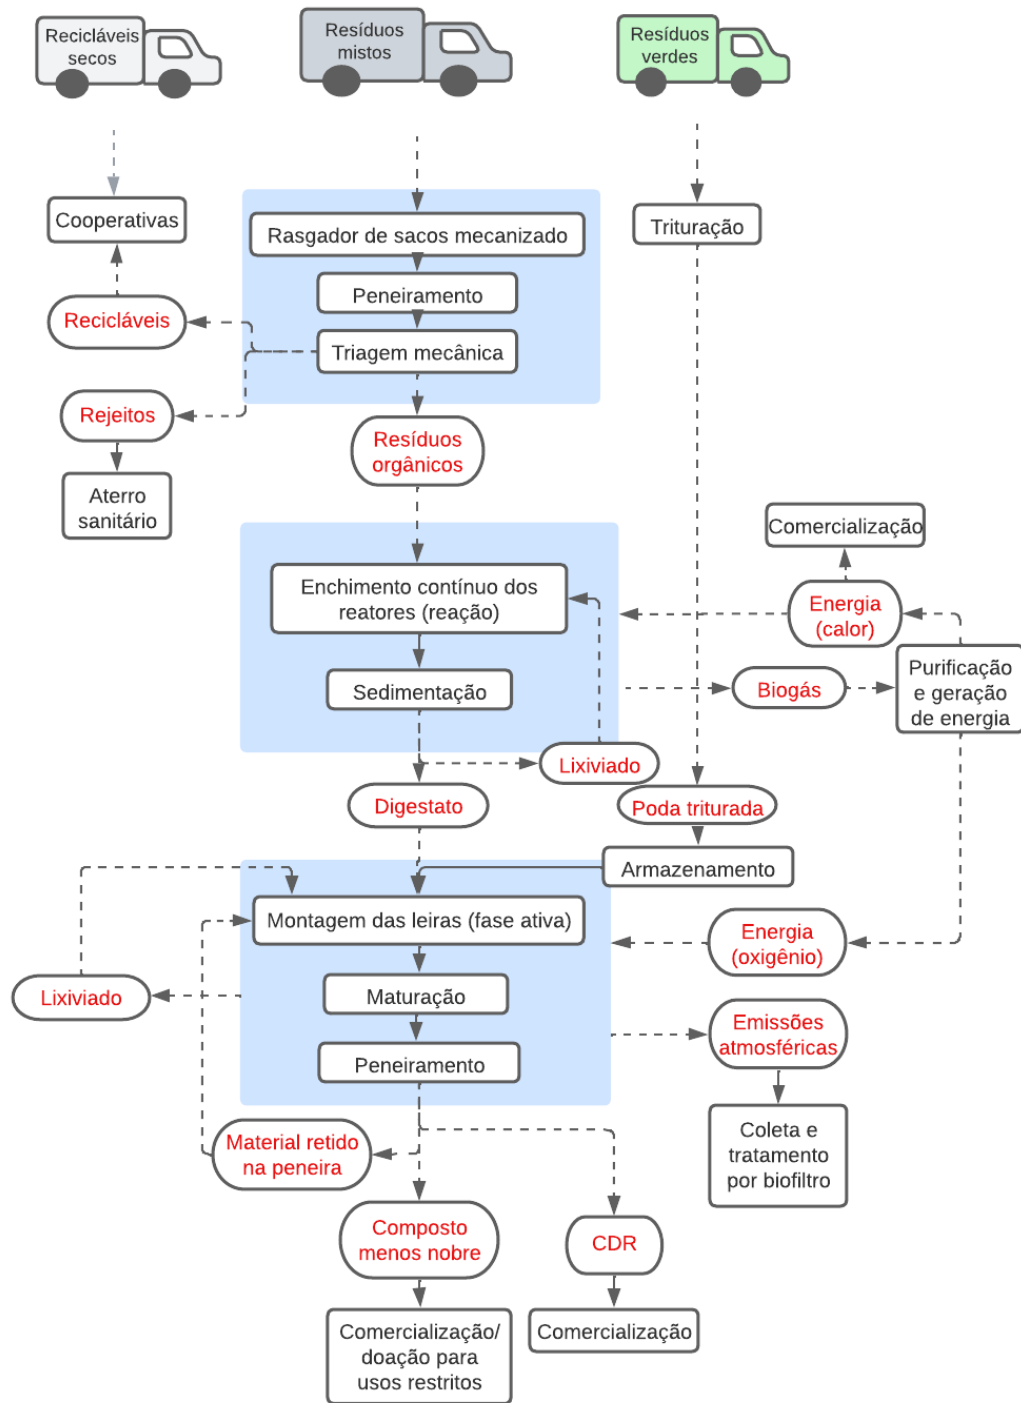 Recicláveis
secos
Resíduos
mistos
Resíduos
verdes
Cooperativas
Rasgador de sacos mecanizado
Trituração
Peneiramento
Recicláveis
Triagem mecânica
Rejeitos
Resíduos
orgânicos
Aterro
sanitário
Comercialização
Enchimento contínuo dos
reatores (reação)
Energia
(calor)
Sedimentação
Biogás
Purificação
e geração
de energia
Lixiviado
Digestato
Poda triturada
Armazenamento
Montagem das leiras (fase ativa)
Energia
(oxigênio)
Lixiviado
Maturação
Emissões
atmosféricas
Peneiramento
Material retido
na peneira
Coleta e
tratamento
por biofiltro
Composto
menos nobre
CDR
Comercialização/
doação para
usos restritos
Comercialização